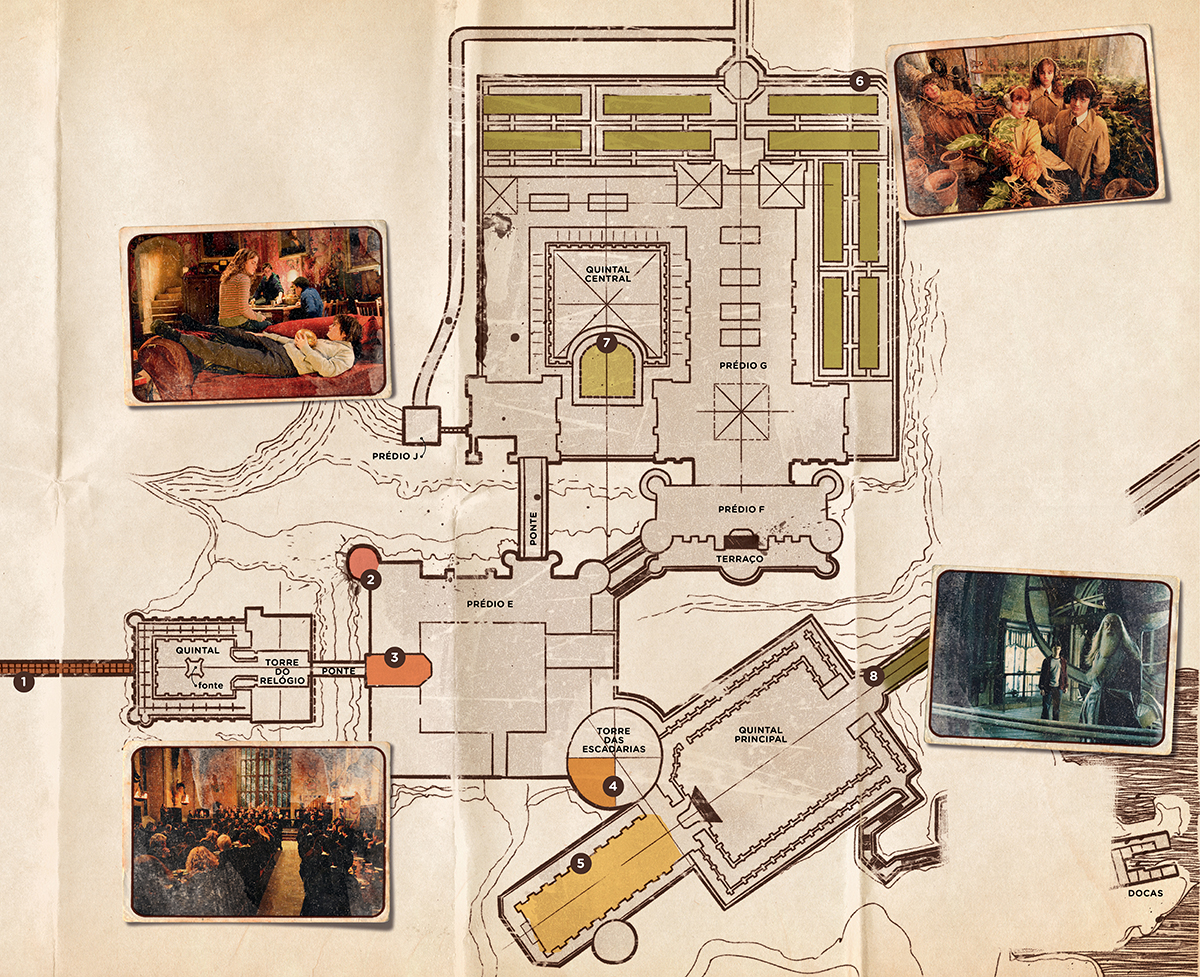 6
QUINTAL
CENTRAL
7
PRÉDIO G
PRÉDIO J
PRÉDIO F
PONTE
TERRAÇO
2
PRÉDIO E
QUINTAL
fonte
TORRE
DO
RELÓGIO
PONTE
3
1
8
TORRE
DAS
ESCADARIAS
QUINTAL
PRINCIPAL
4
5
DOCAS